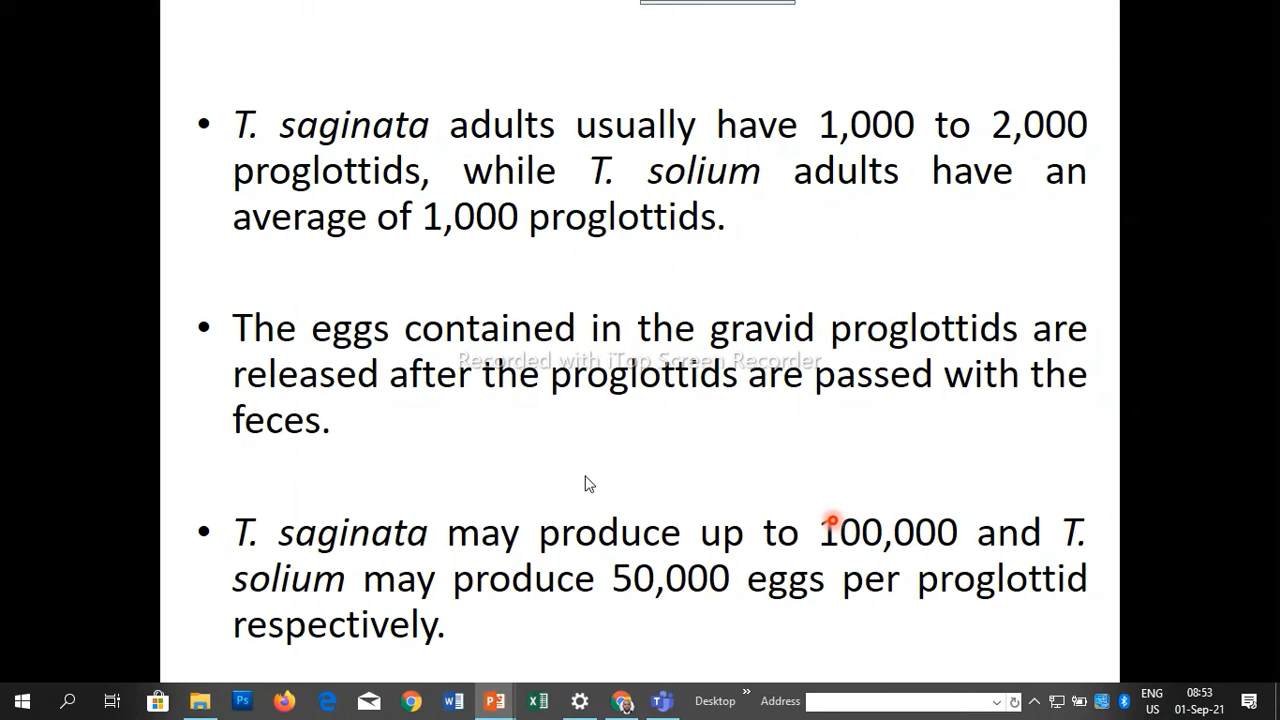 • T. saginata adults usually have 1,000 to 2,000
proglottids, while T. solium adults have an
average of 1,000 proglottids.
• The eggs contained in the gravid proglottids are
Recorded with iTop Screen Recorder
released after the proglottids are passed with the
feces.
• T. saginata may produce up to 100,000 and T.
solium may produce 50,000 eggs per proglottid
respectively.
Desktop » Address ENG 08:53
US 01-Sep-21